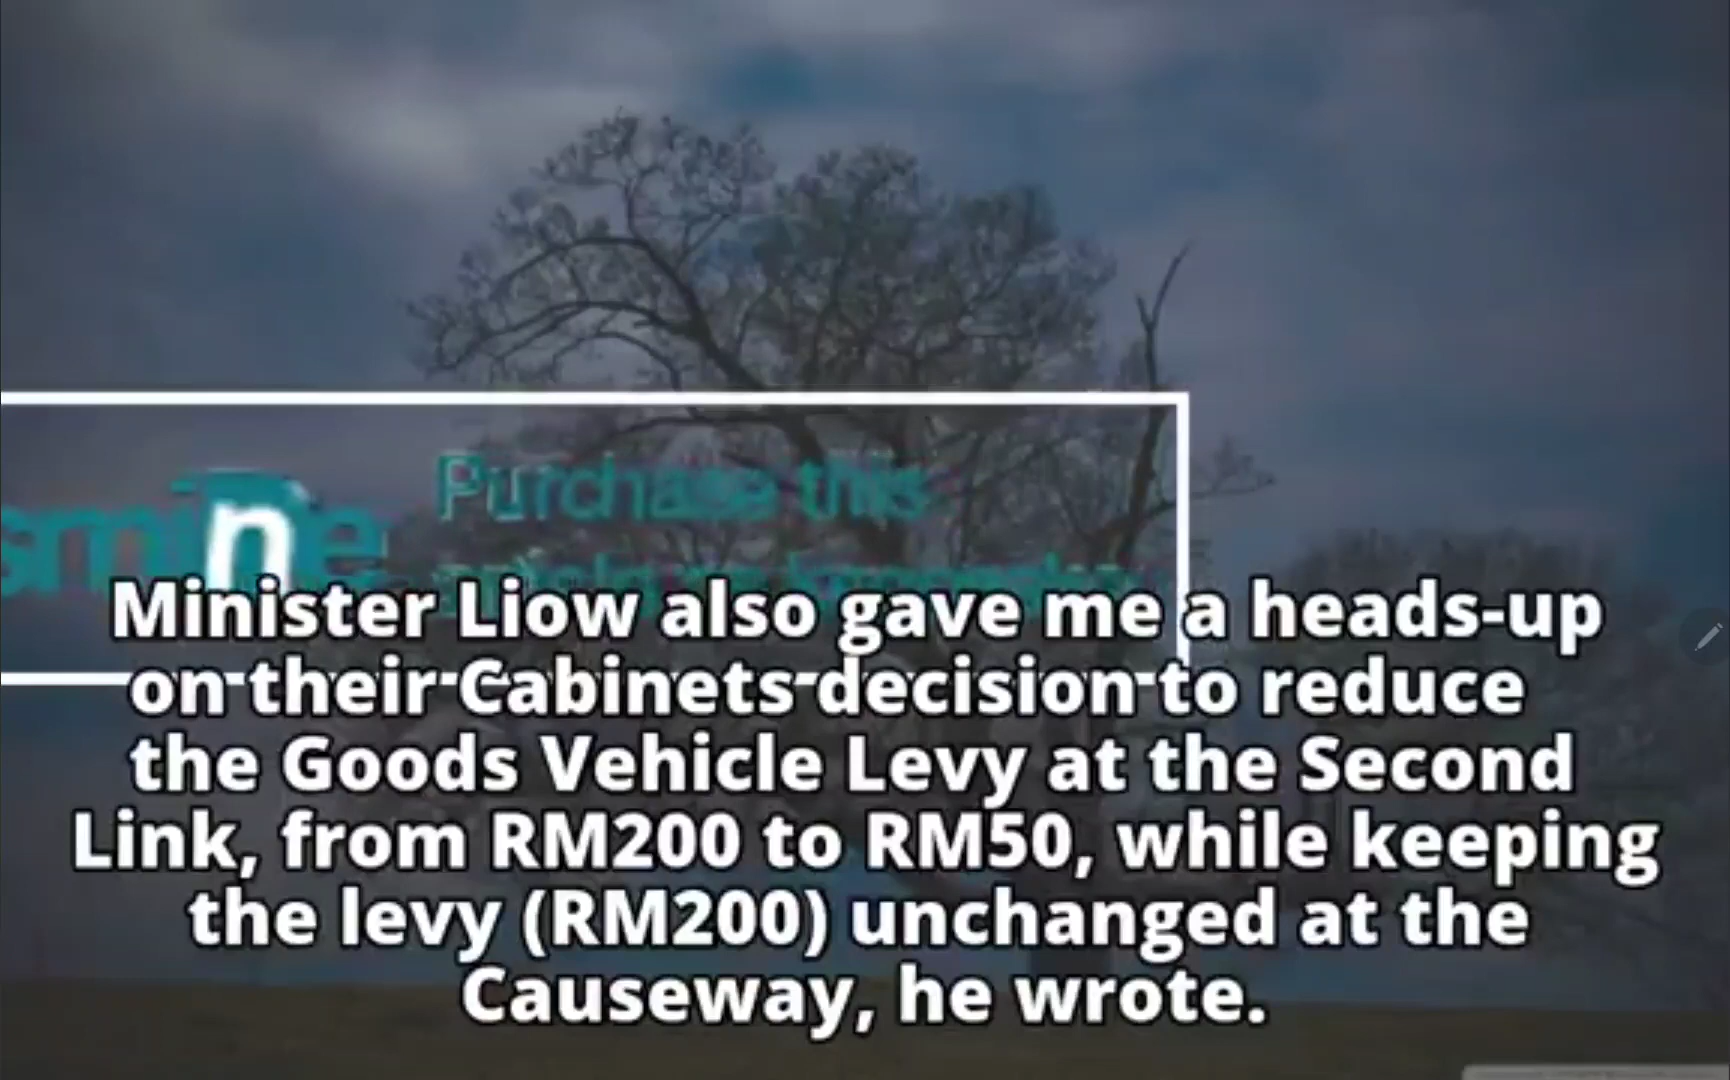 Purchase this
Minister Liow also gave me a heads-up
on their Cabinets decision to reduce
the Goods Vehicle Levy at the Second
Link, from RM200 to RM50, while keeping
the levy (RM200) unchanged at the
Causeway, he wrote.